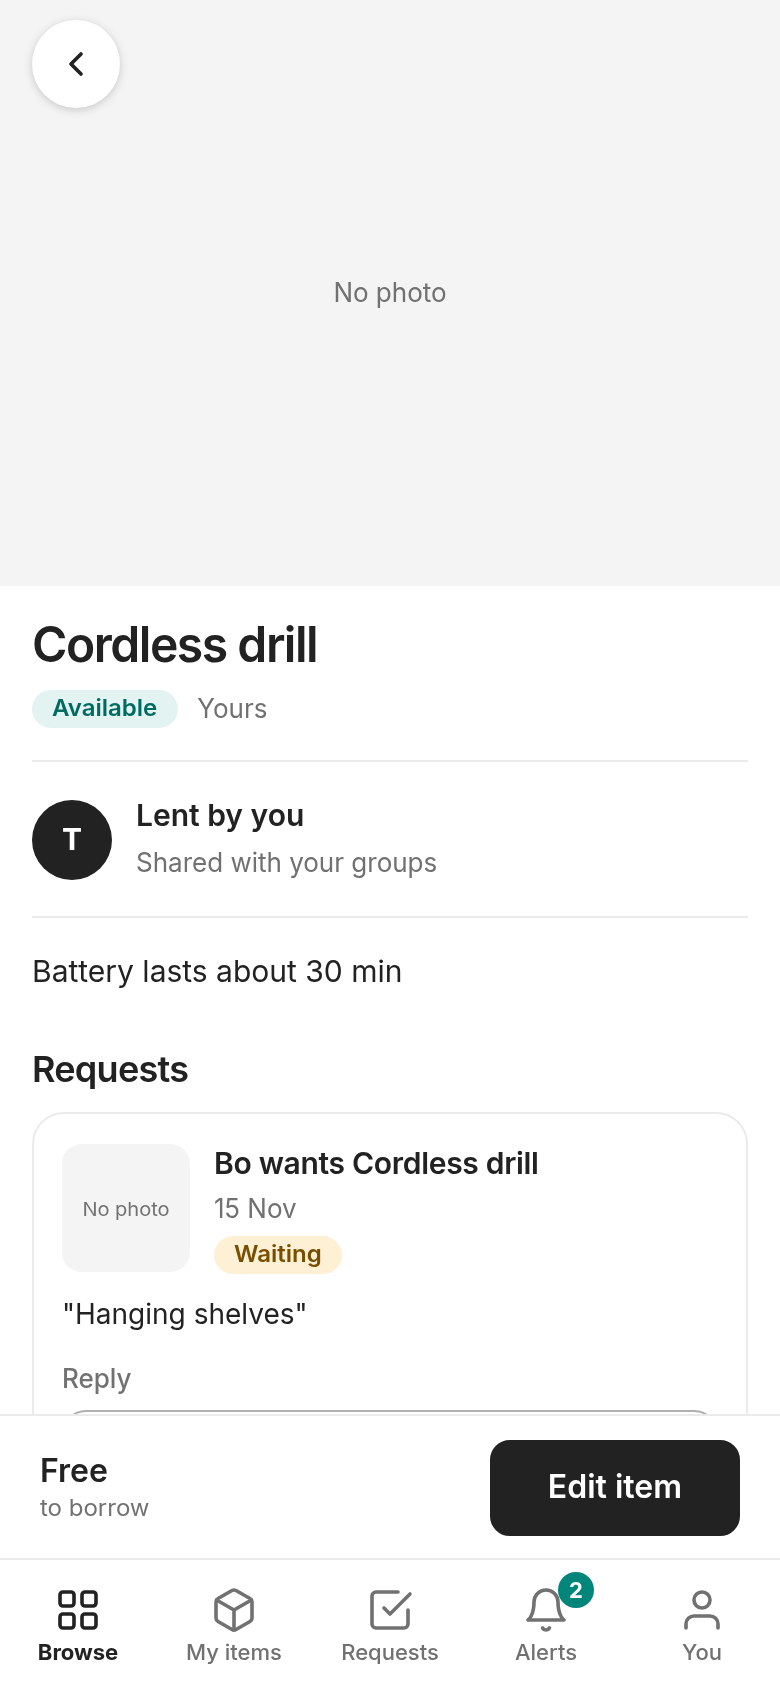 No photo
Cordless drill
Available
Yours
T
Lent by you
Shared with your groups
Battery lasts about 30 min
Requests
No photo
Bo wants Cordless drill
15 Nov
Waiting
"Hanging shelves"
Reply
Free
to borrow
Edit item
2
Browse
My items
Requests
Alerts
You